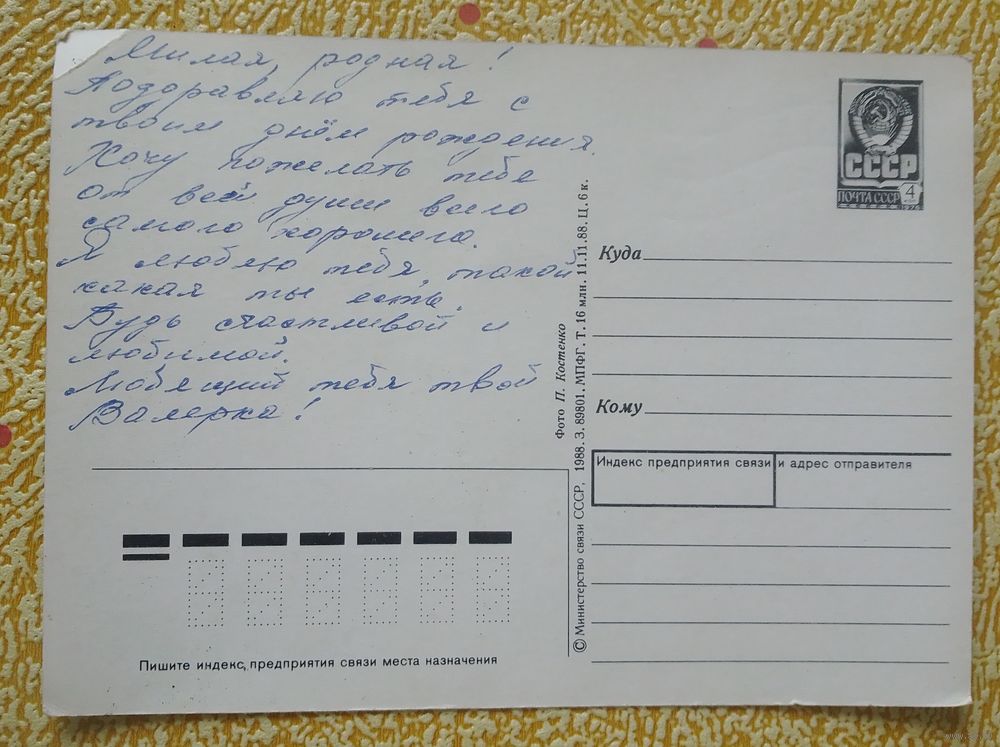 Милая, родная!
Поздравляю тебя с
твоим днём рождения.
Хочу пожелать тебе
от всей души всего
самого хорошего.
Я люблю тебя, такой
какая ты есть.
Будь счастливой и
любимой.
Любящий тебя твой
Валерка!
СССР
4
ПОЧТА СССР
1976
Куда
Кому
Индекс предприятия связи и адрес отправителя
Фото П. Костенко
© Министерство связи СССР, 1988. З. 89801. МПФГ. Т. 16 млн. 11.11.88. Ц. 6 к.
Пишите индекс предприятия связи места назначения